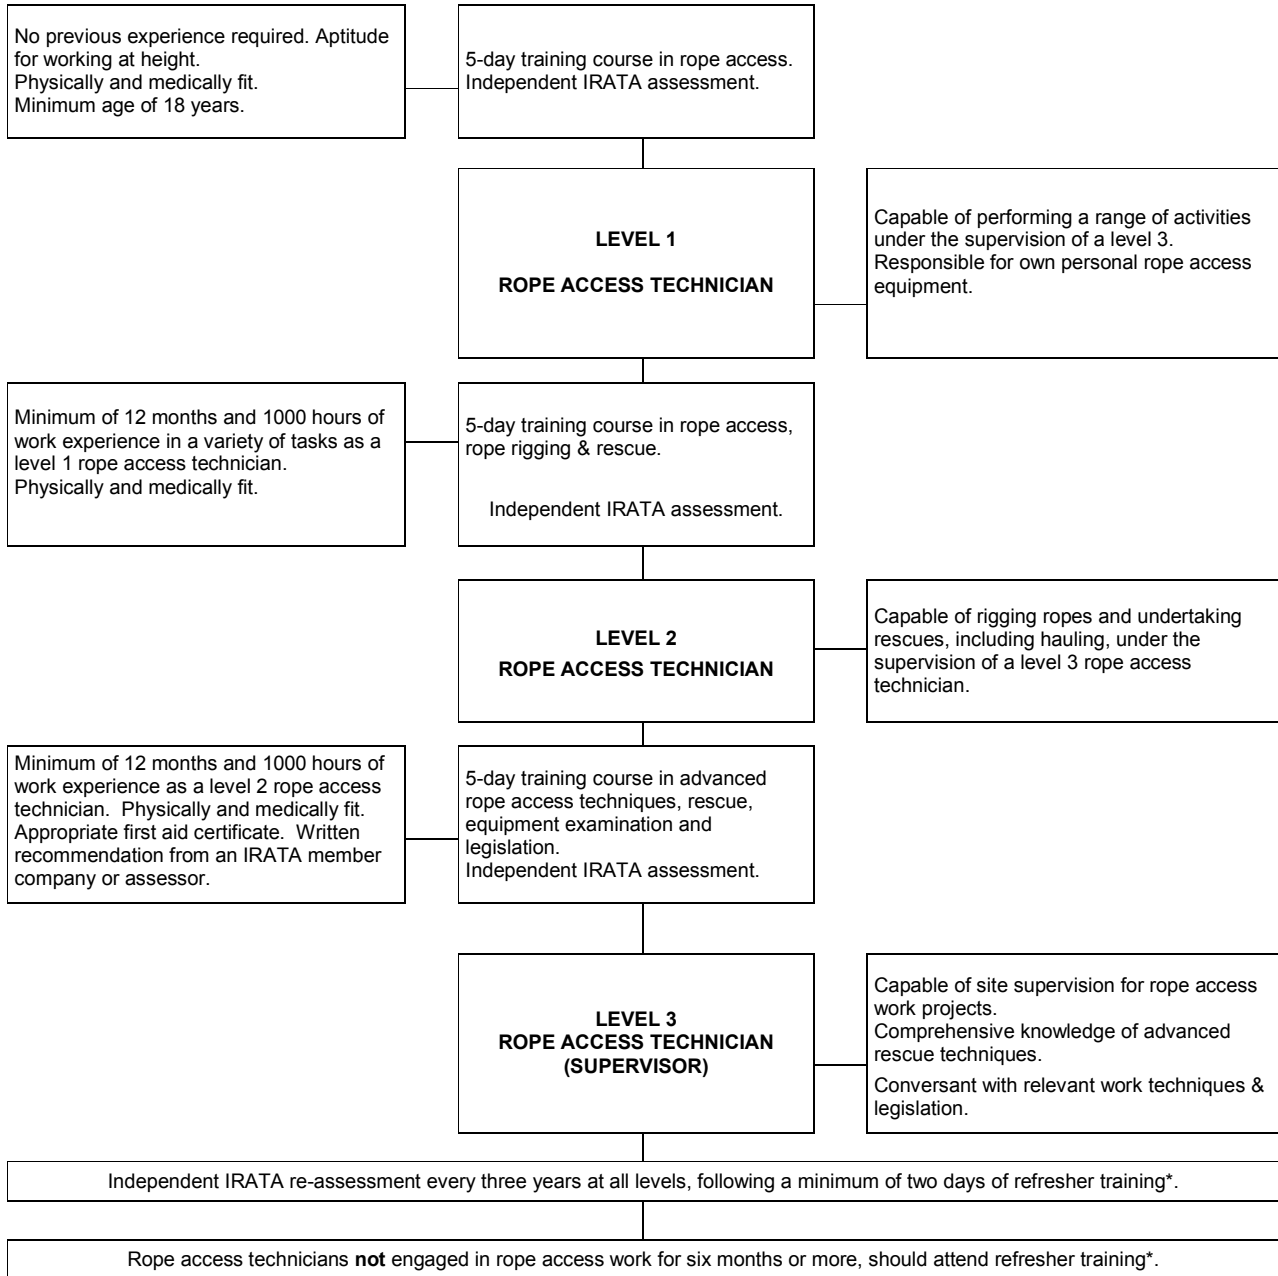 No previous experience required. Aptitude
for working at height.
Physically and medically fit.
Minimum age of 18 years.
5-day training course in rope access.
Independent IRATA assessment.
LEVEL 1
ROPE ACCESS TECHNICIAN
Capable of performing a range of activities
under the supervision of a level 3.
Responsible for own personal rope access
equipment.
Minimum of 12 months and 1000 hours of
work experience in a variety of tasks as a
level 1 rope access technician.
Physically and medically fit.
5-day training course in rope access,
rope rigging & rescue.
Independent IRATA assessment.
LEVEL 2
ROPE ACCESS TECHNICIAN
Capable of rigging ropes and undertaking
rescues, including hauling, under the
supervision of a level 3 rope access
technician.
Minimum of 12 months and 1000 hours of
work experience as a level 2 rope access
technician. Physically and medically fit.
Appropriate first aid certificate. Written
recommendation from an IRATA member
company or assessor.
5-day training course in advanced
rope access techniques, rescue,
equipment examination and
legislation.
Independent IRATA assessment.
LEVEL 3
ROPE ACCESS TECHNICIAN
(SUPERVISOR)
Capable of site supervision for rope access
work projects.
Comprehensive knowledge of advanced
rescue techniques.
Conversant with relevant work techniques &
legislation.
Independent IRATA re-assessment every three years at all levels, following a minimum of two days of refresher training*.
Rope access technicians not engaged in rope access work for six months or more, should attend refresher training*.